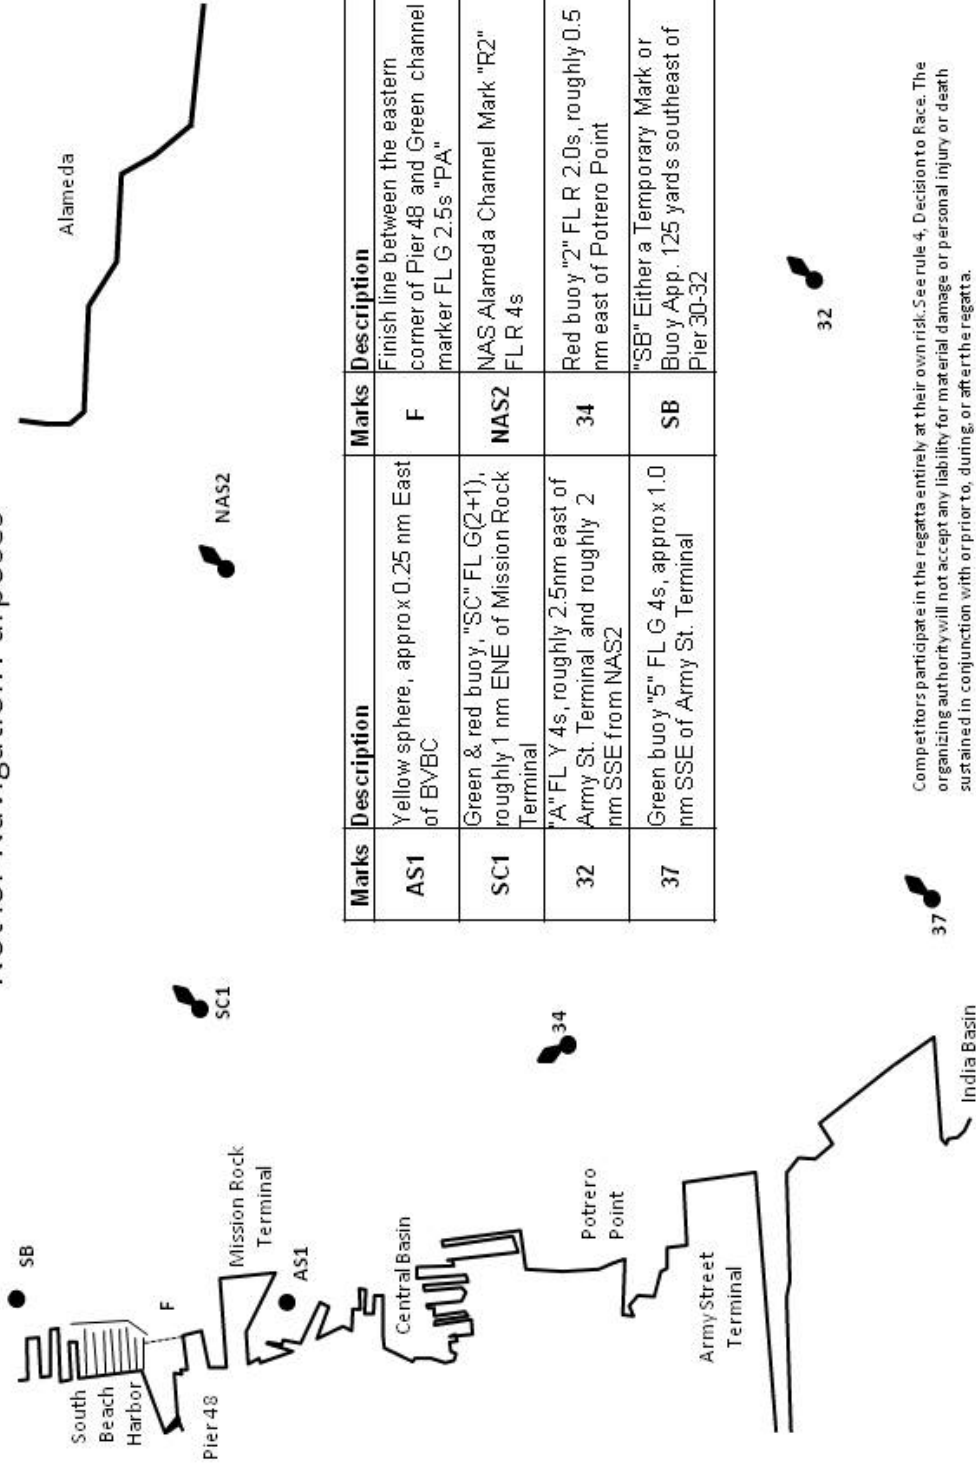 Not for Navigation Purposes
Alameda
SB
South
Beach
Harbor
F
Pier 48
Mission Rock
Terminal
AS1
SC1
NAS2
Central Basin
34
Potrero
Point
Army Street
Terminal
32
37
India Basin
Marks Description Marks Description
AS1
Yellow sphere, approx 0.25 nm East
of BVBC
F
Finish line between the eastern
corner of Pier 48 and Green channel
marker FL G 2.5s "PA"
SC1
Green & red buoy, "SC" FL G(2+1),
roughly 1 nm ENE of Mission Rock
Terminal
NAS2
NAS Alameda Channel Mark "R2"
FL R 4s
32
"A" FL Y 4s, roughly 2.5nm east of
Army St. Terminal and roughly 2
nm SSE from NAS2
34
Red buoy "2" FL R 2.0s, roughly 0.5
nm east of Potrero Point
37
Green buoy "5" FL G 4s, approx 1.0
nm SSE of Army St. Terminal
SB
"SB" Either a Temporary Mark or
Buoy App. 125 yards southeast of
Pier 30-32
Competitors participate in the regatta entirely at their own risk. See rule 4, Decision to Race. The
organizing authority will not accept any liability for material damage or personal injury or death
sustained in conjunction with or prior to, during, or after the regatta.